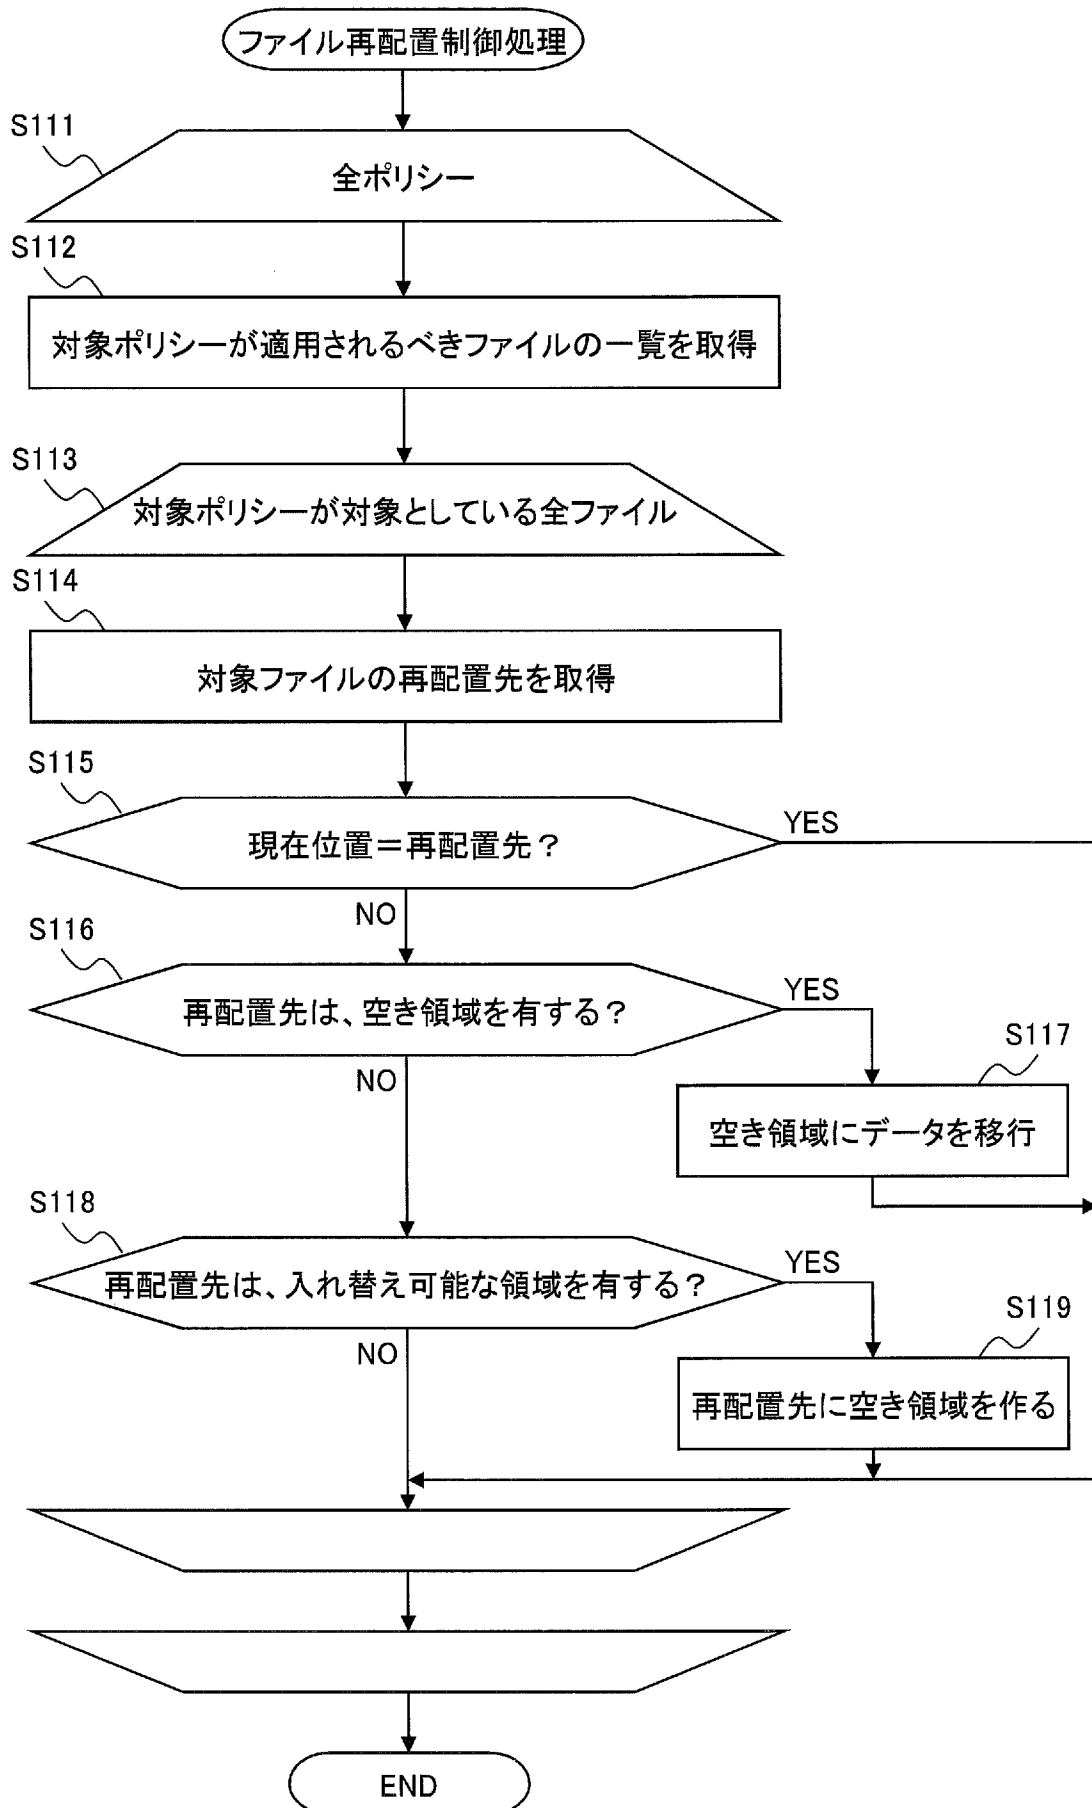 ファイル再配置制御処理
S111
全ポリシー
S112
対象ポリシーが適用されるべきファイルの一覧を取得
S113
対象ポリシーが対象としている全ファイル
S114
対象ファイルの再配置先を取得
S115
現在位置＝再配置先？
YES
NO
S116
再配置先は、空き領域を有する？
YES
NO
S117
空き領域にデータを移行
S118
再配置先は、入れ替え可能な領域を有する？
YES
NO
S119
再配置先に空き領域を作る
END